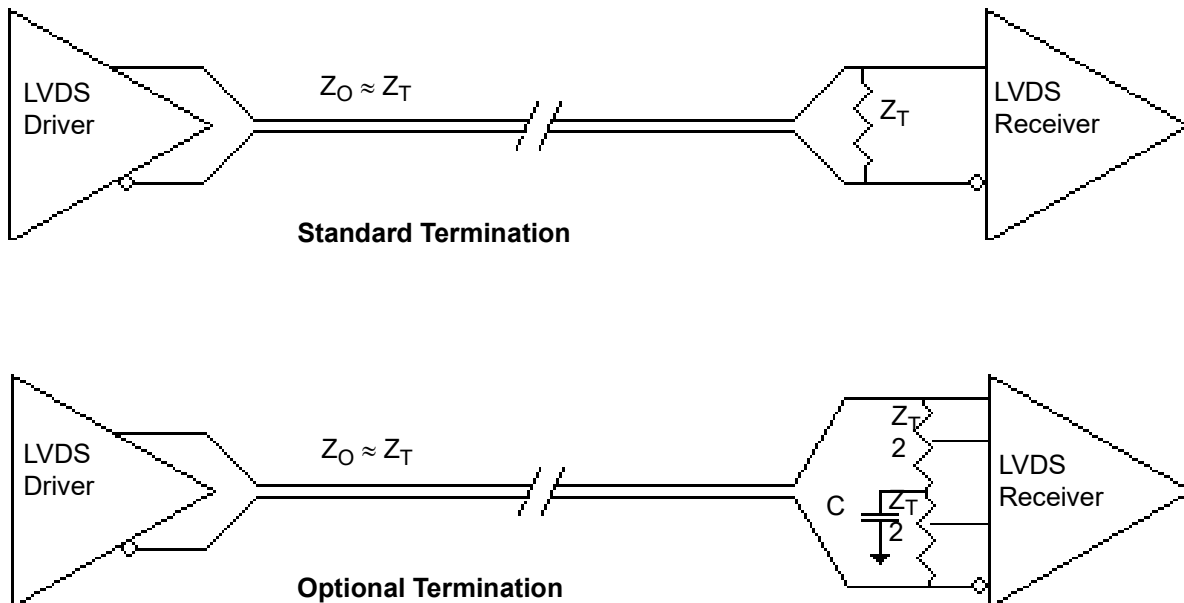 LVDS
Driver
Z_O ≈ Z_T
Z_T
LVDS
Receiver
Standard Termination
LVDS
Driver
Z_O ≈ Z_T
Z_T
2
C
Z_T
2
LVDS
Receiver
Optional Termination